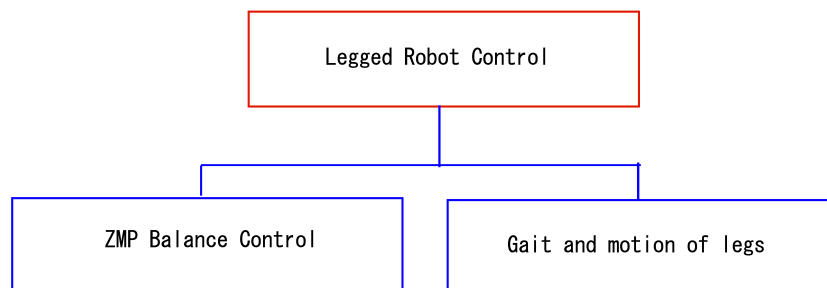 Legged Robot Control
ZMP Balance Control
Gait and motion of legs